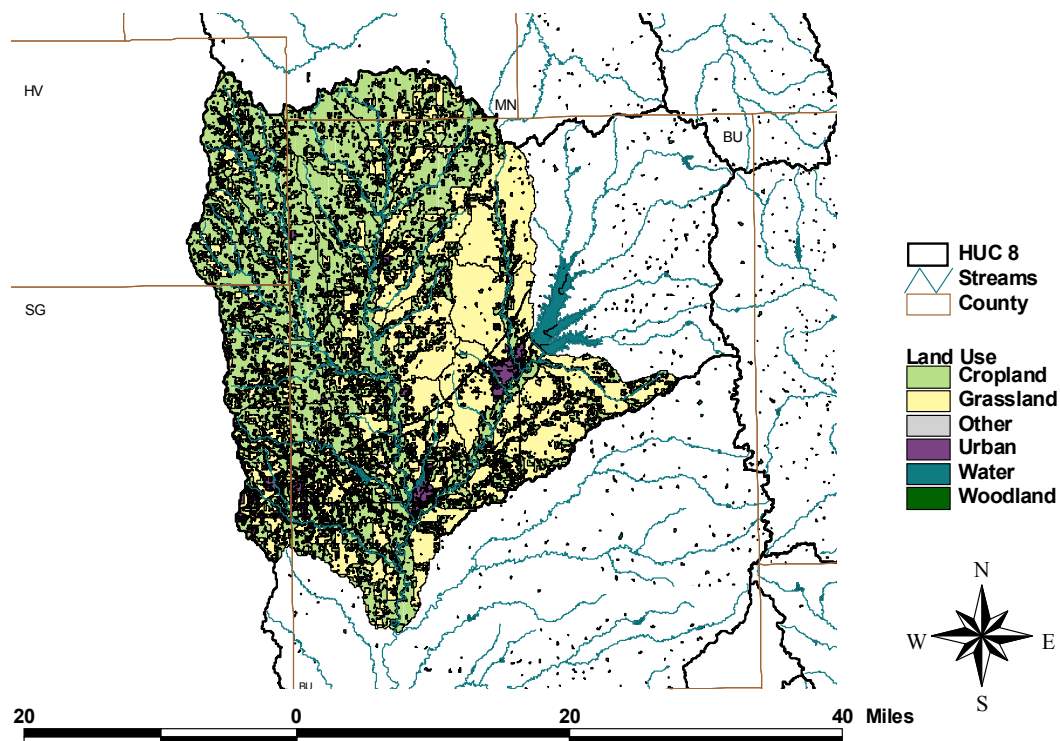 HV
MN
BU
SG
BU
HUC 8
Streams
County
Land Use
Cropland
Grassland
Other
Urban
Water
Woodland
N
W E
S
20 0 20 40 Miles